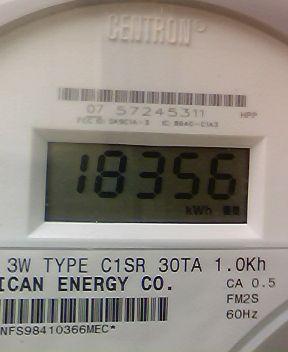 CENTRON
07 57245311 HPP
18356
kWh
3W TYPE C1SR 30TA 1.0Kh
ICAN ENERGY CO. CA 0.5
FM2S
NFS98410366MEC* 60Hz